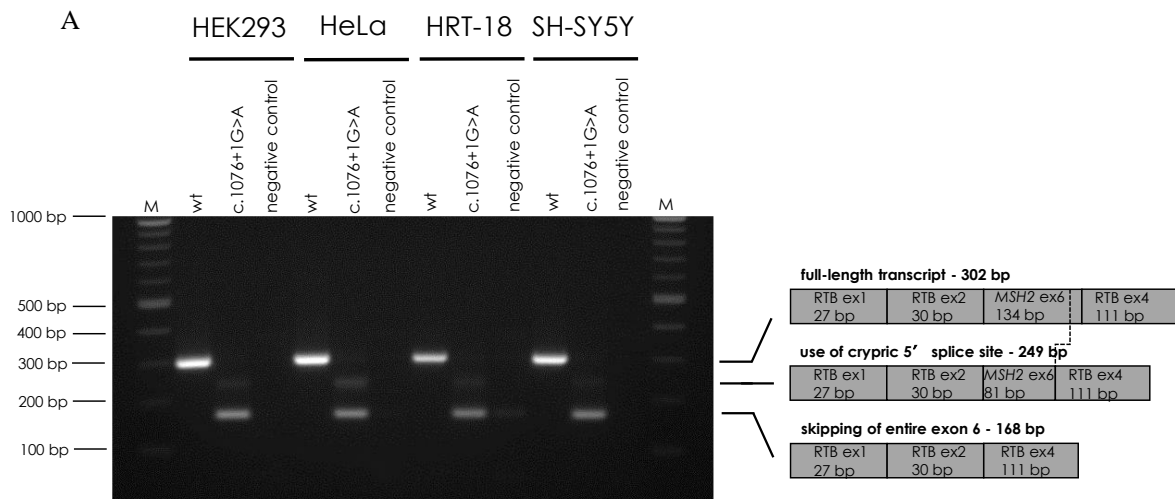 A
HEK293 HeLa HRT-18 SH-SY5Y
M wt c.1076+1G>A negative control wt c.1076+1G>A negative control wt c.1076+1G>A negative control wt c.1076+1G>A negative control M
1000 bp
500 bp
400 bp
300 bp
200 bp
100 bp
full-length transcript - 302 bp
RTB ex1 RTB ex2 MSH2 ex6 RTB ex4
27 bp 30 bp 134 bp 111 bp
use of crypric 5′ splice site - 249 bp
RTB ex1 RTB ex2 MSH2 ex6 RTB ex4
27 bp 30 bp 81 bp 111 bp
skipping of entire exon 6 - 168 bp
RTB ex1 RTB ex2 RTB ex4
27 bp 30 bp 111 bp